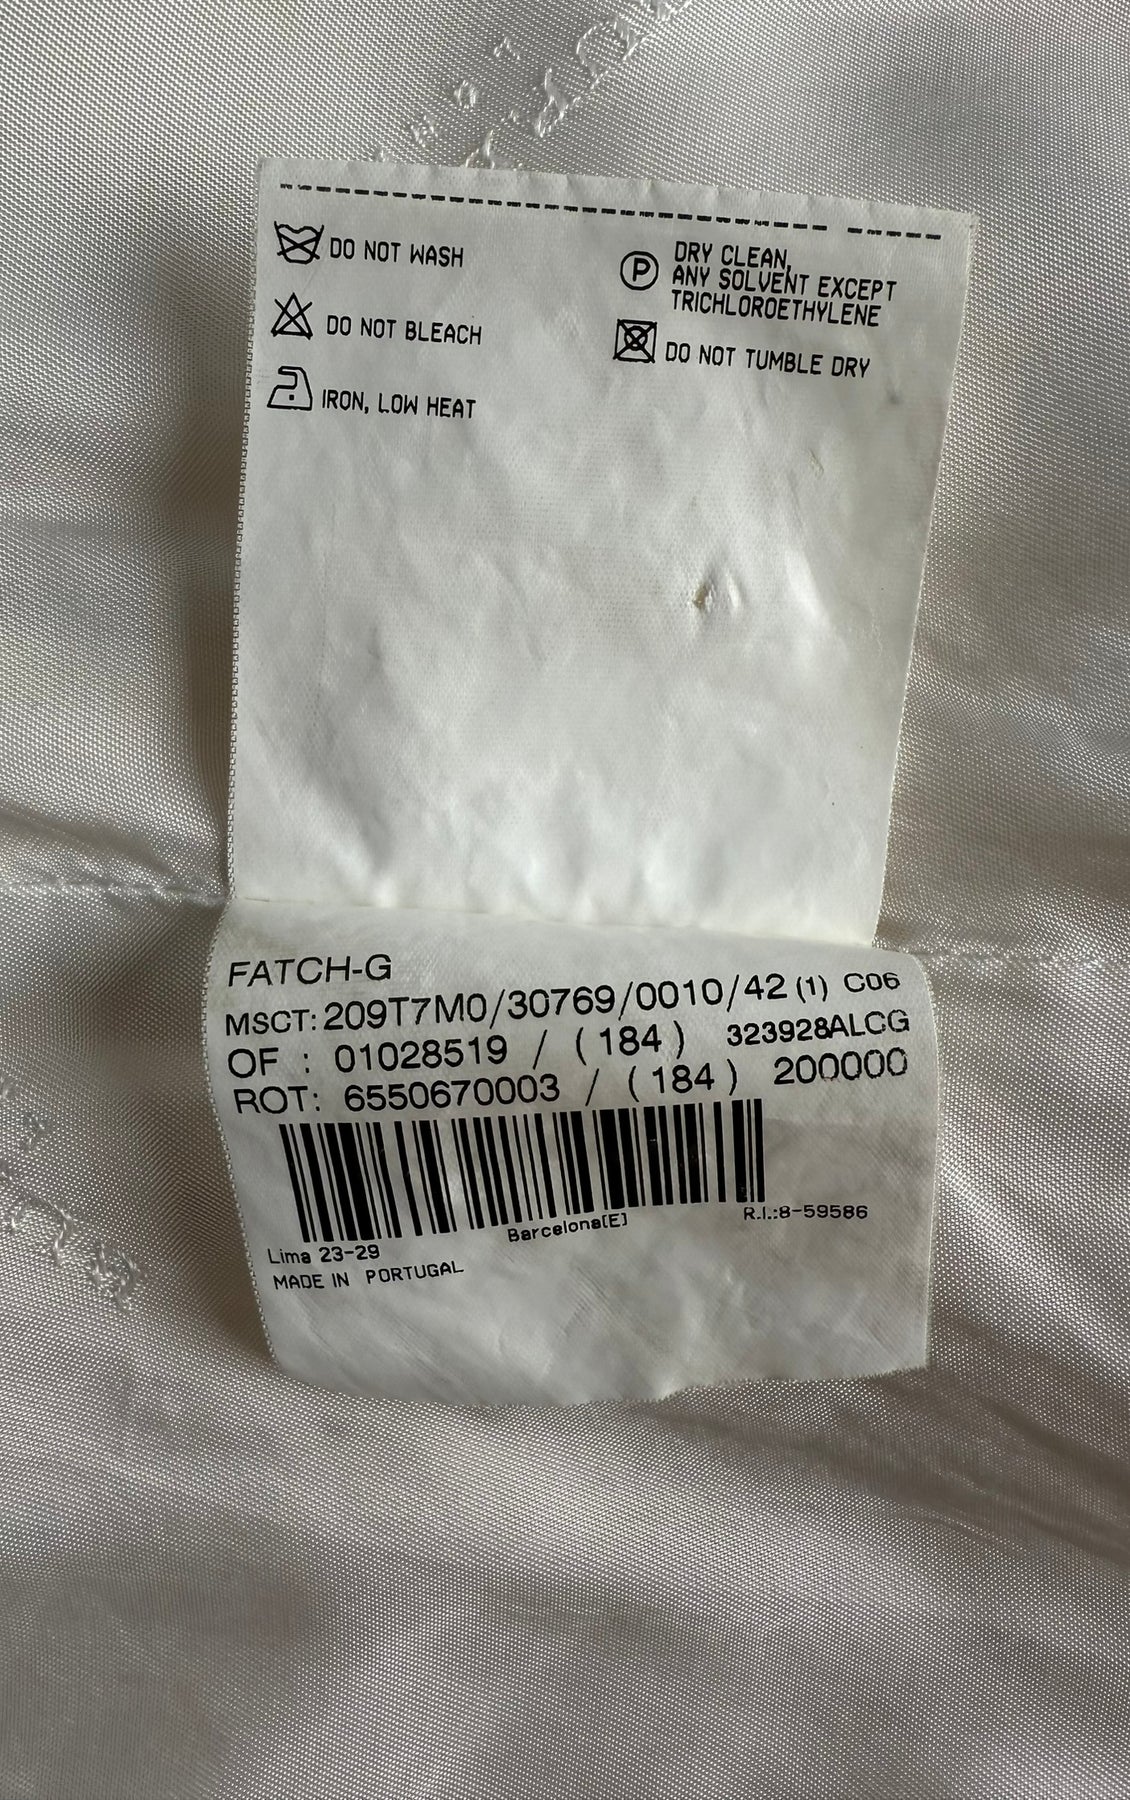 DO NOT WASH
DO NOT BLEACH
IRON, LOW HEAT
P
DRY CLEAN,
ANY SOLVENT EXCEPT
TRICHLOROETHYLENE
DO NOT TUMBLE DRY
FATCH-G
MSCT: 209T7M0/30769/0010/42 (1) C06
OF : 01028519 / (184) 323928ALCG
ROT: 6550670003 / (184) 200000
Lima 23-29 Barcelona[E] R.I.:8-59586
MADE IN PORTUGAL